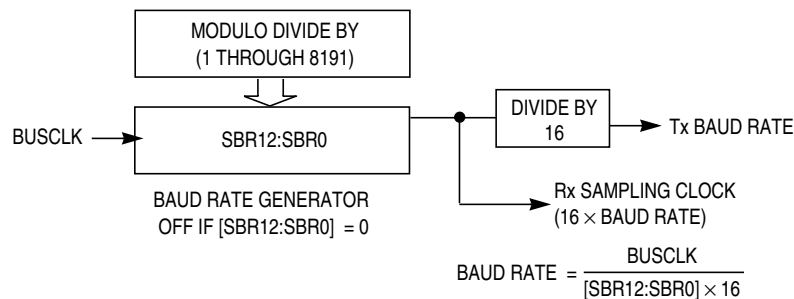 MODULO DIVIDE BY
(1 THROUGH 8191)
BUSCLK
SBR12:SBR0
DIVIDE BY
16
Tx BAUD RATE
BAUD RATE GENERATOR
OFF IF [SBR12:SBR0] = 0
Rx SAMPLING CLOCK
(16 × BAUD RATE)
BAUD RATE =
BUSCLK
[SBR12:SBR0] × 16